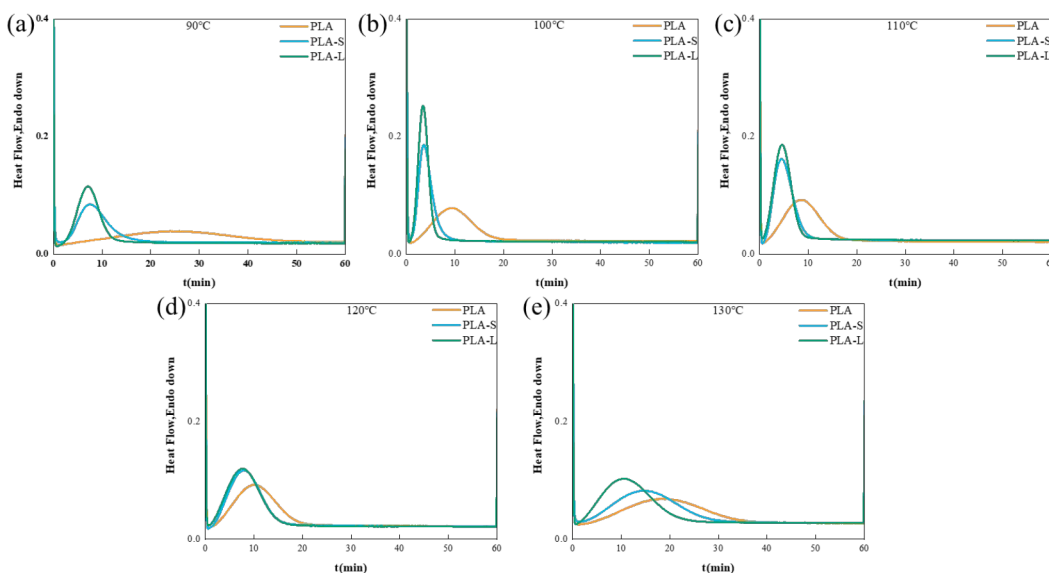 (a)
90℃
PLA
PLA-S
PLA-L
Heat Flow,Endo down
0.4
0.2
0.0
0 10 20 30 40 50 60
t(min)
(b)
100℃
PLA
PLA-S
PLA-L
Heat Flow,Endo down
0.4
0.2
0.0
0 10 20 30 40 50 60
t(min)
(c)
110℃
PLA
PLA-S
PLA-L
Heat Flow,Endo down
0.4
0.2
0.0
0 10 20 30 40 50 60
t(min)
(d)
120℃
PLA
PLA-S
PLA-L
Heat Flow,Endo down
0.4
0.2
0.0
0 10 20 30 40 50 60
t(min)
(e)
130℃
PLA
PLA-S
PLA-L
Heat Flow,Endo down
0.4
0.2
0.0
0 10 20 30 40 50 60
t(min)